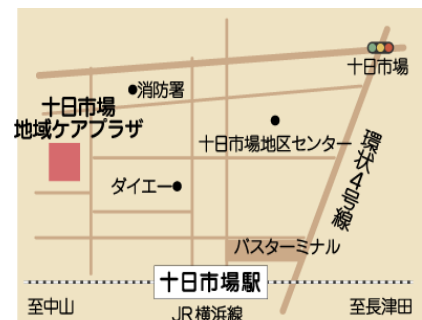 十日市場
●消防署
十日市場
地域ケアプラザ
十日市場地区センター
環状4号線
ダイエー●
バスターミナル
十日市場駅
至中山
JR横浜線
至長津田